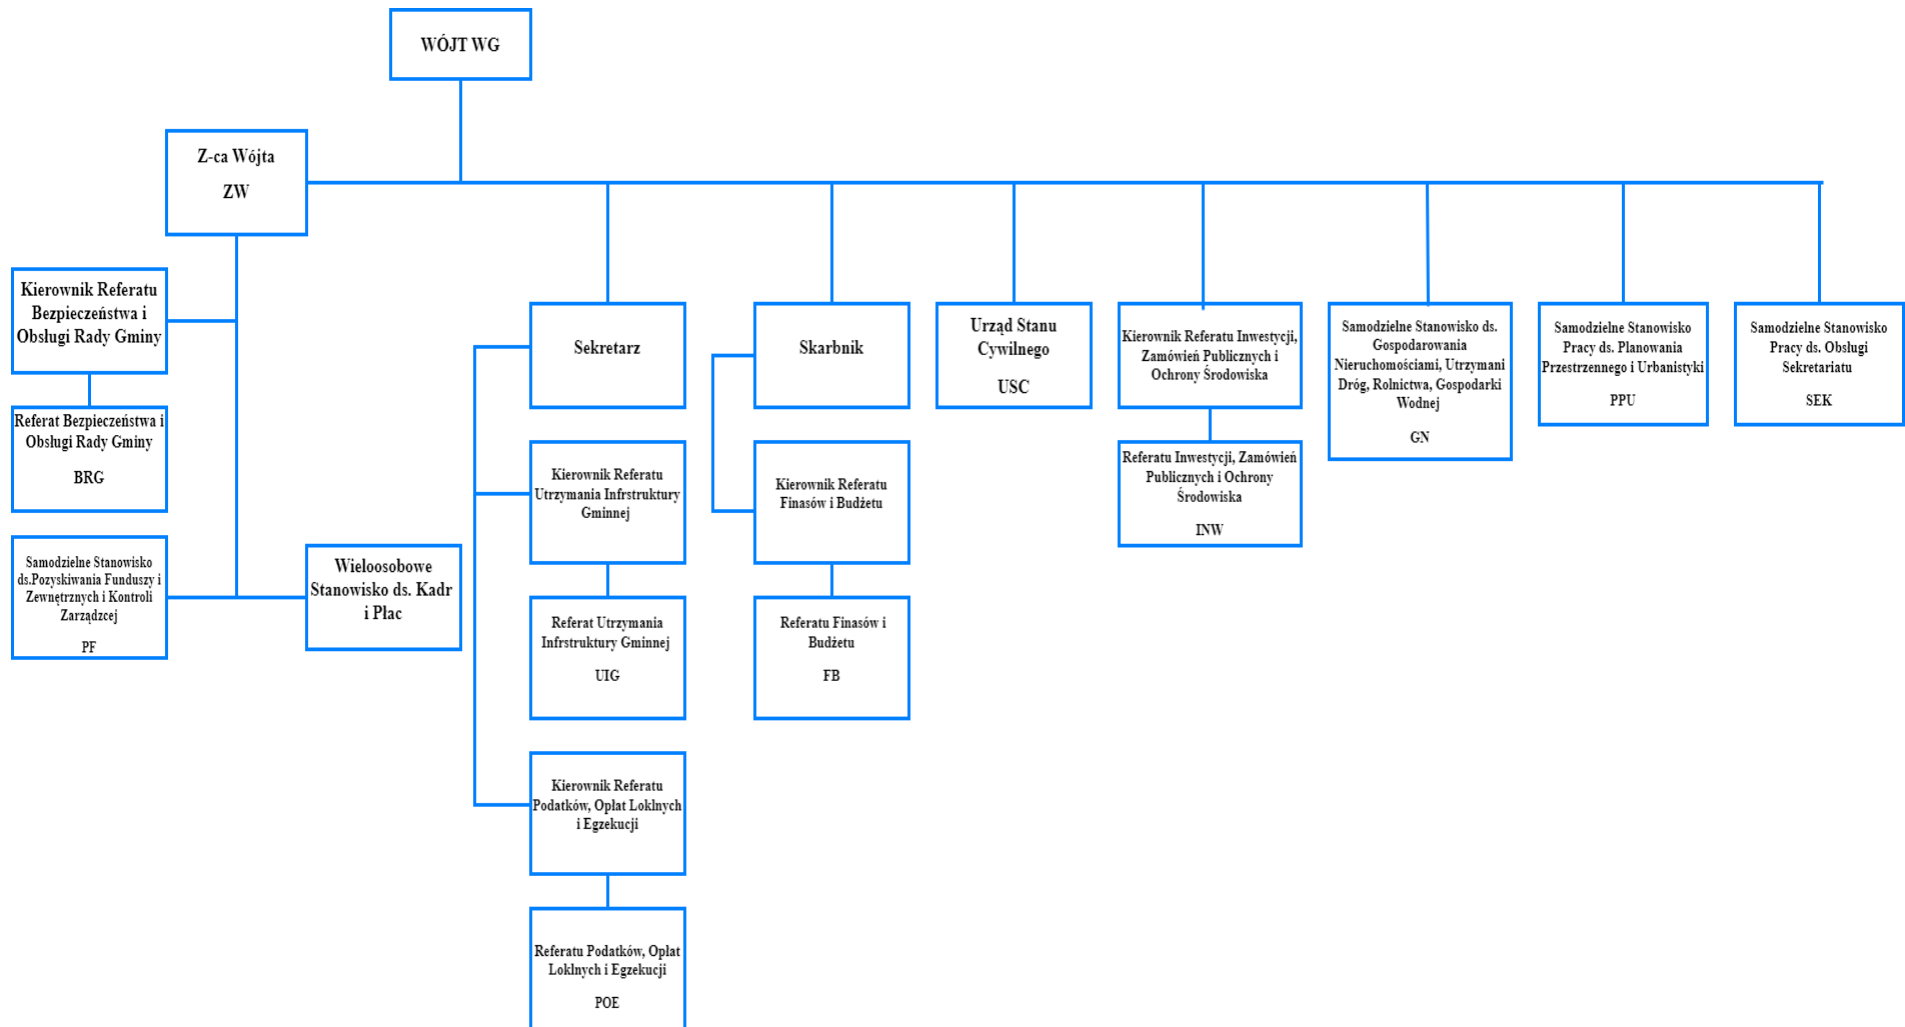 WÓJT WG
Z-ca Wójta
ZW
Kierownik Referatu
Bezpieczeństwa i
Obsługi Rady Gminy
Referat Bezpieczeństwa i
Obsługi Rady Gminy
BRG
Samodzielne Stanowisko
ds.Pozyskiwania Funduszy i
Zewnętrznych i Kontroli
Zarządzcej
PF
Wieloosobowe
Stanowisko ds. Kadr
i Płac
Sekretarz
Kierownik Referatu
Utrzymania Infrstruktury
Gminnej
Referat Utrzymania
Infrstruktury Gminnej
UIG
Kierownik Referatu
Podatków, Opłat Loklnych
i Egzekucji
Referatu Podatków, Opłat
Loklnych i Egzekucji
POE
Skarbnik
Kierownik Referatu
Finasów i Budżetu
Referatu Finasów i
Budżetu
FB
Urząd Stanu
Cywilnego
USC
Kierownik Referatu Inwestycji,
Zamówień Publicznych i
Ochrony Środowiska
Referatu Inwestycji, Zamówień
Publicznych i Ochrony
Środowiska
INW
Samodzielne Stanowisko ds.
Gospodarowania
Nieruchomościami, Utrzymani
Dróg, Rolnictwa, Gospodarki
Wodnej
GN
Samodzielne Stanowisko
Pracy ds. Planowania
Przestrzennego i Urbanistyki
PPU
Samodzielne Stanowisko
Pracy ds. Obsługi
Sekretariatu
SEK